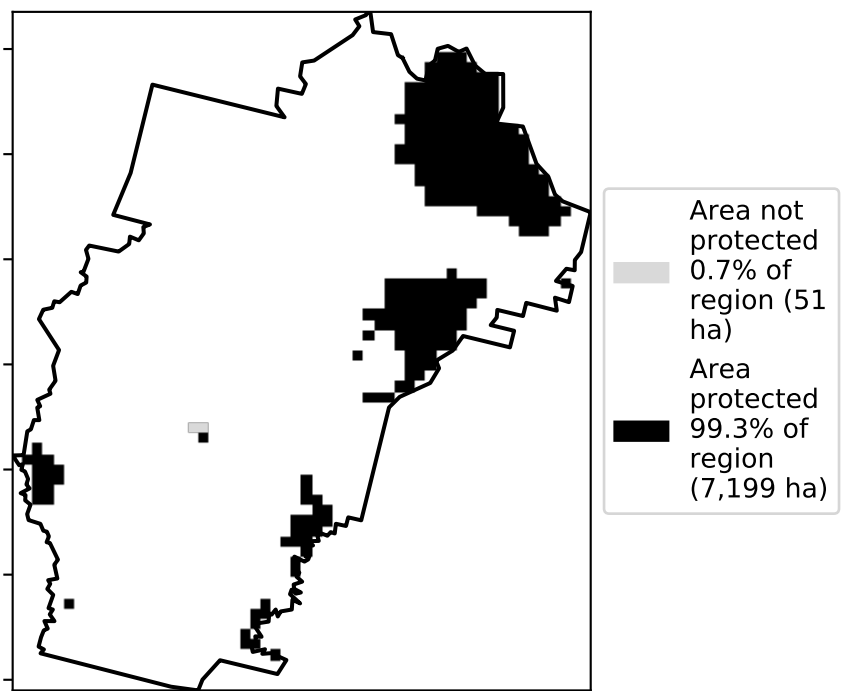 Area not
protected
0.7% of
region (51
ha)
Area
protected
99.3% of
region
(7,199 ha)